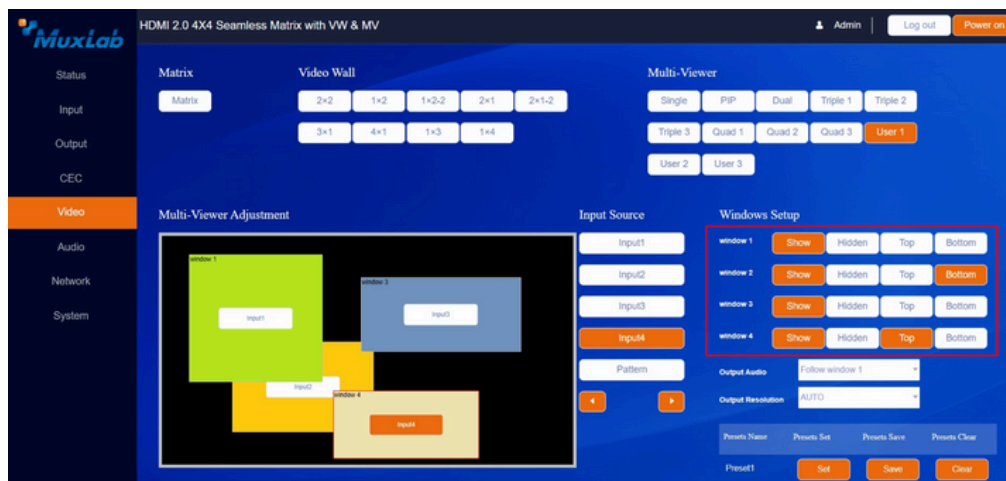 MuxLab
HDMI 2.0 4X4 Seamless Matrix with VW & MV
Admin
Log out
Power on
Status
Input
Output
CEC
Video
Audio
Network
System
Matrix
Matrix
Video Wall
2×2 1×2 1×2-2 2×1 2×1-2
3×1 4×1 1×3 1×4
Multi-Viewer
Single PIP Dual Triple 1 Triple 2
Triple 3 Quad 1 Quad 2 Quad 3 User 1
User 2 User 3
Multi-Viewer Adjustment
window 1
Input1
window 3
Input3
Input2
window 4
Input4
Input Source
Input1
Input2
Input3
Input4
Pattern
Windows Setup
window 1 Show Hidden Top Bottom
window 2 Show Hidden Top Bottom
window 3 Show Hidden Top Bottom
window 4 Show Hidden Top Bottom
Output Audio Follow window 1
Output Resolution AUTO
Presets Name Presets Set Presets Save Presets Clear
Preset1 Set Save Clear